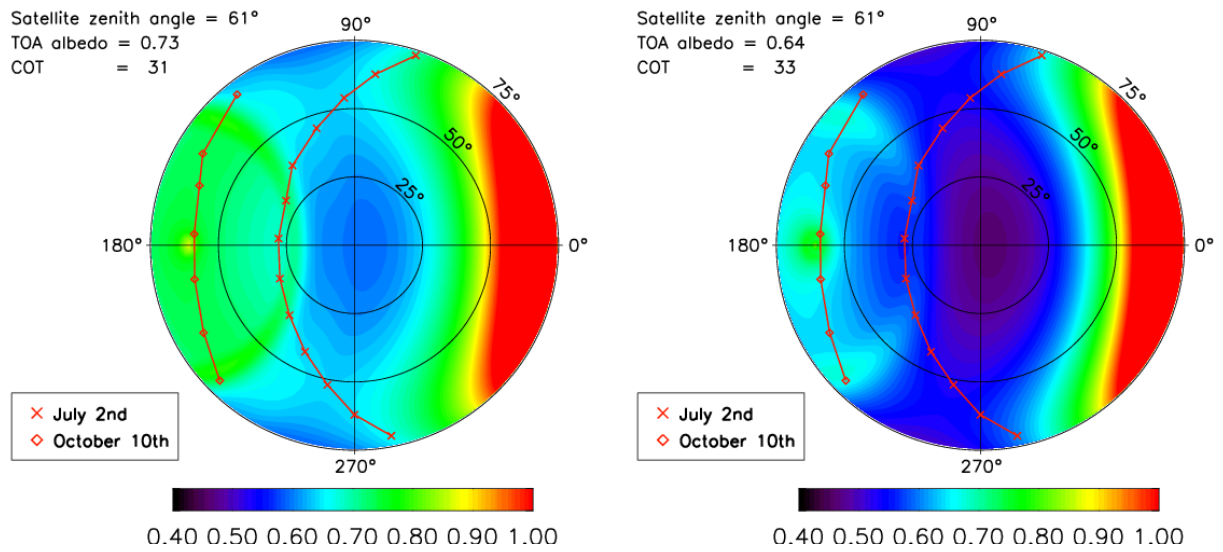 Satellite zenith angle = 61°
TOA albedo = 0.73
COT = 31
90°
75°
50°
25°
180°
0°
270°
× July 2nd
◇ October 10th
0.40 0.50 0.60 0.70 0.80 0.90 1.00
Satellite zenith angle = 61°
TOA albedo = 0.64
COT = 33
90°
75°
50°
25°
180°
0°
270°
× July 2nd
◇ October 10th
0.40 0.50 0.60 0.70 0.80 0.90 1.00